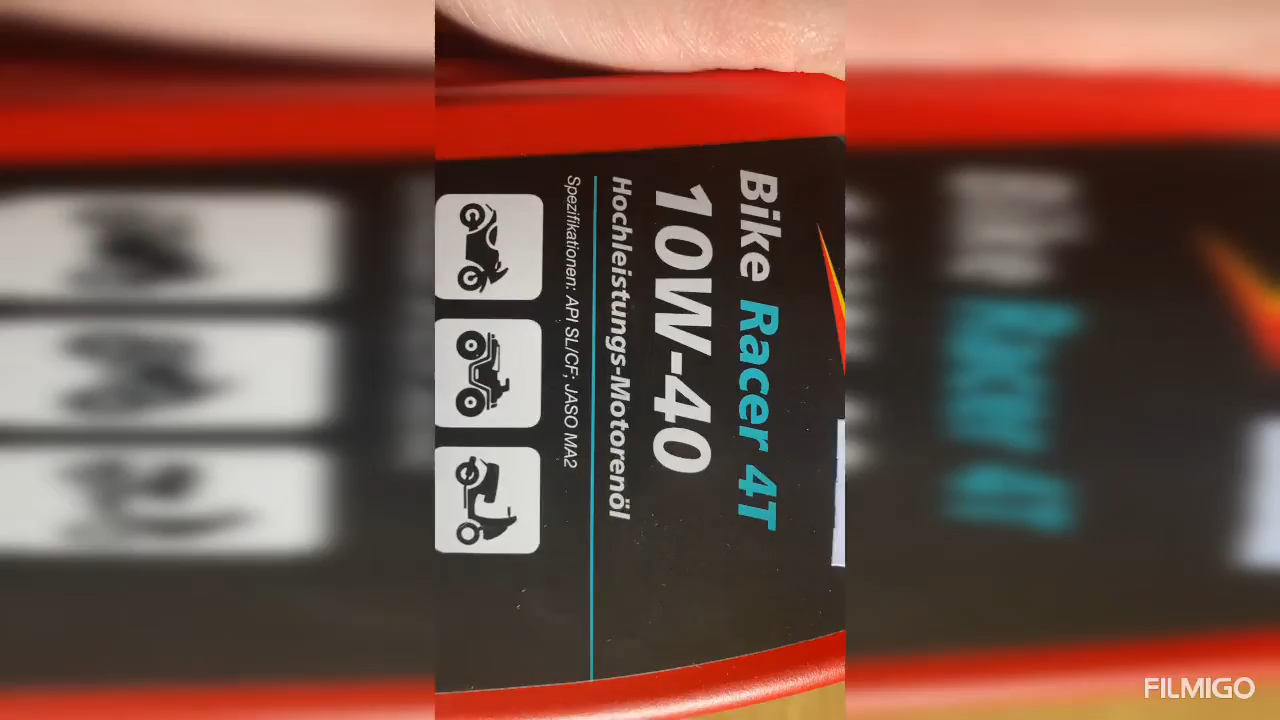 Bike Racer 4T
10W-40
Hochleistungs-Motorenöl
Spezifikationen: API SL/CF; JASO MA2
FILMIGO